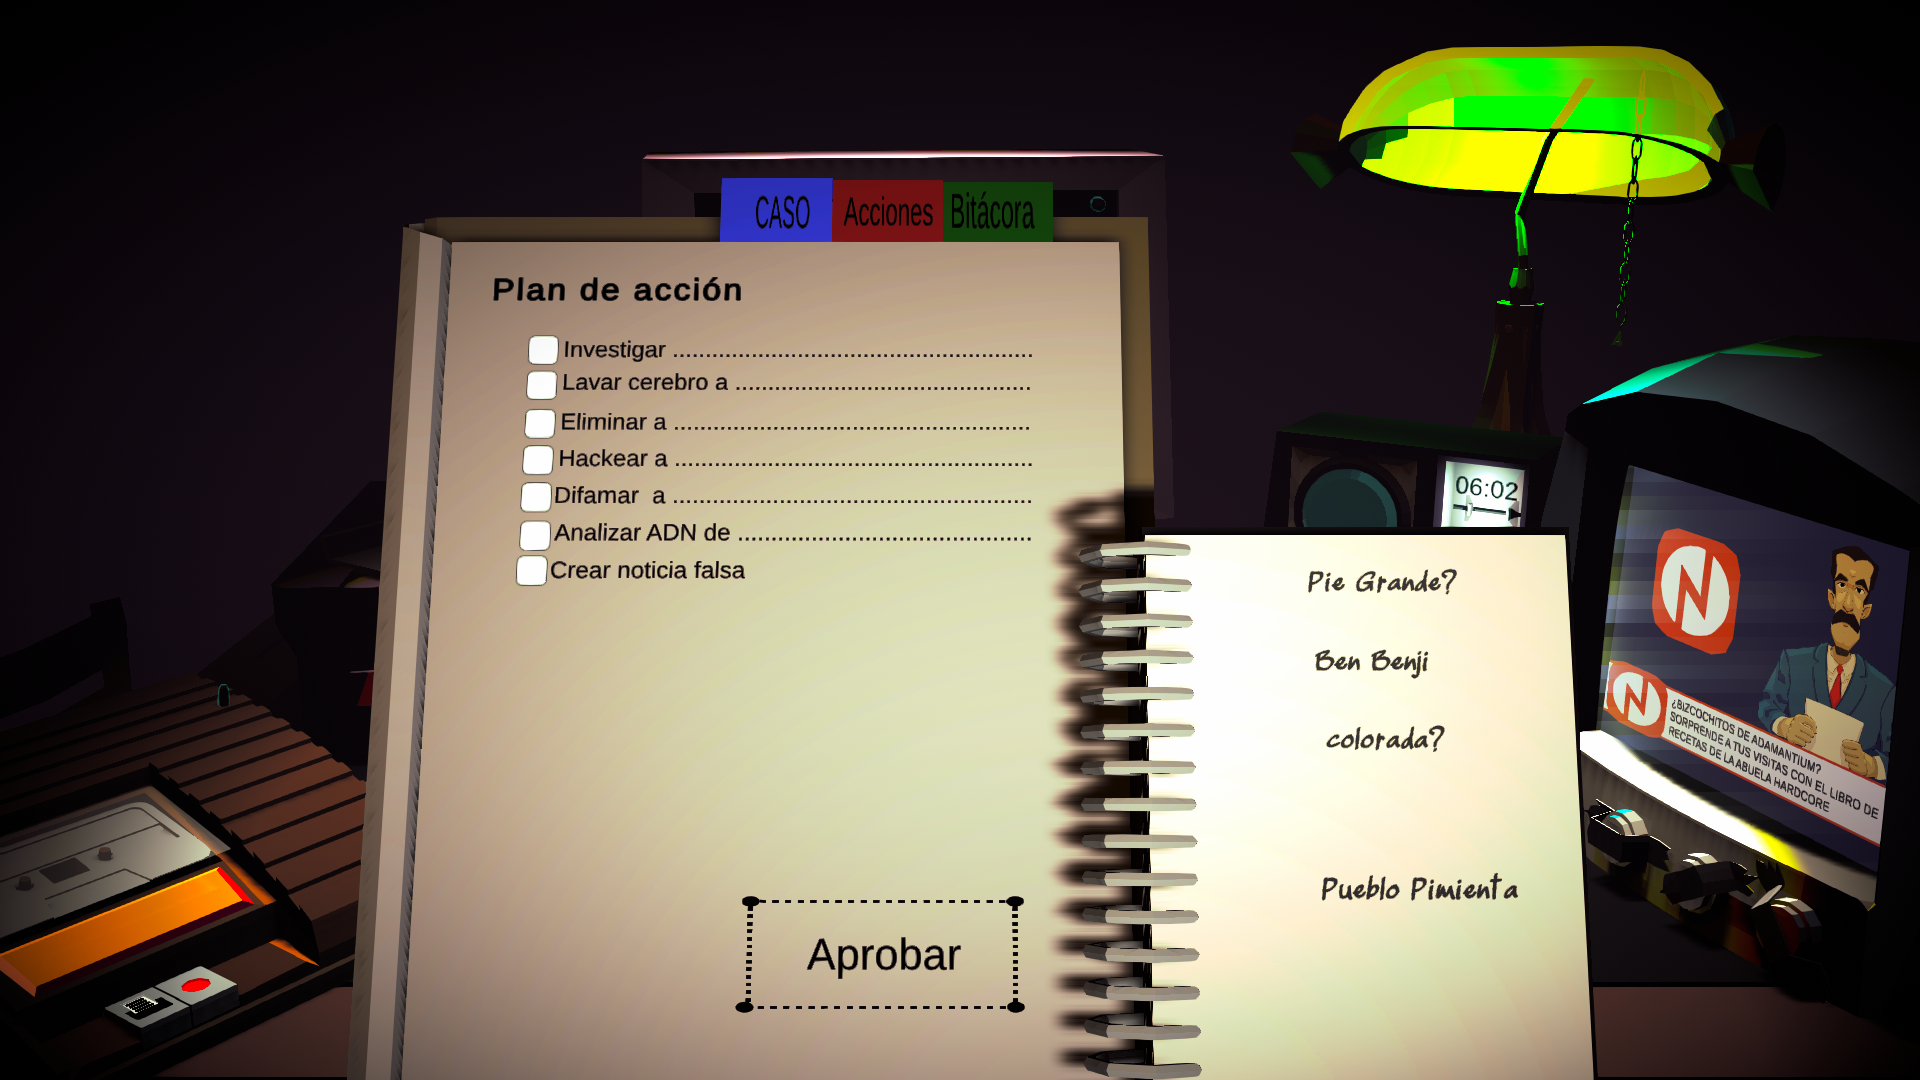 CASO
Acciones
Bitácora
Plan de acción
Investigar ......................................................
Lavar cerebro a ............................................
Eliminar a .....................................................
Hackear a .....................................................
Difamar  a .....................................................
Analizar ADN de ............................................
Crear noticia falsa
Aprobar
Pie Grande?
Ben Benji
colorada?
Pueblo Pimienta
06:02
N
N
¿BIZCOCHITOS DE ADAMANTIUM?
SORPRENDE A TUS VISITAS CON EL LIBRO DE
RECETAS DE LA ABUELA HARDCORE